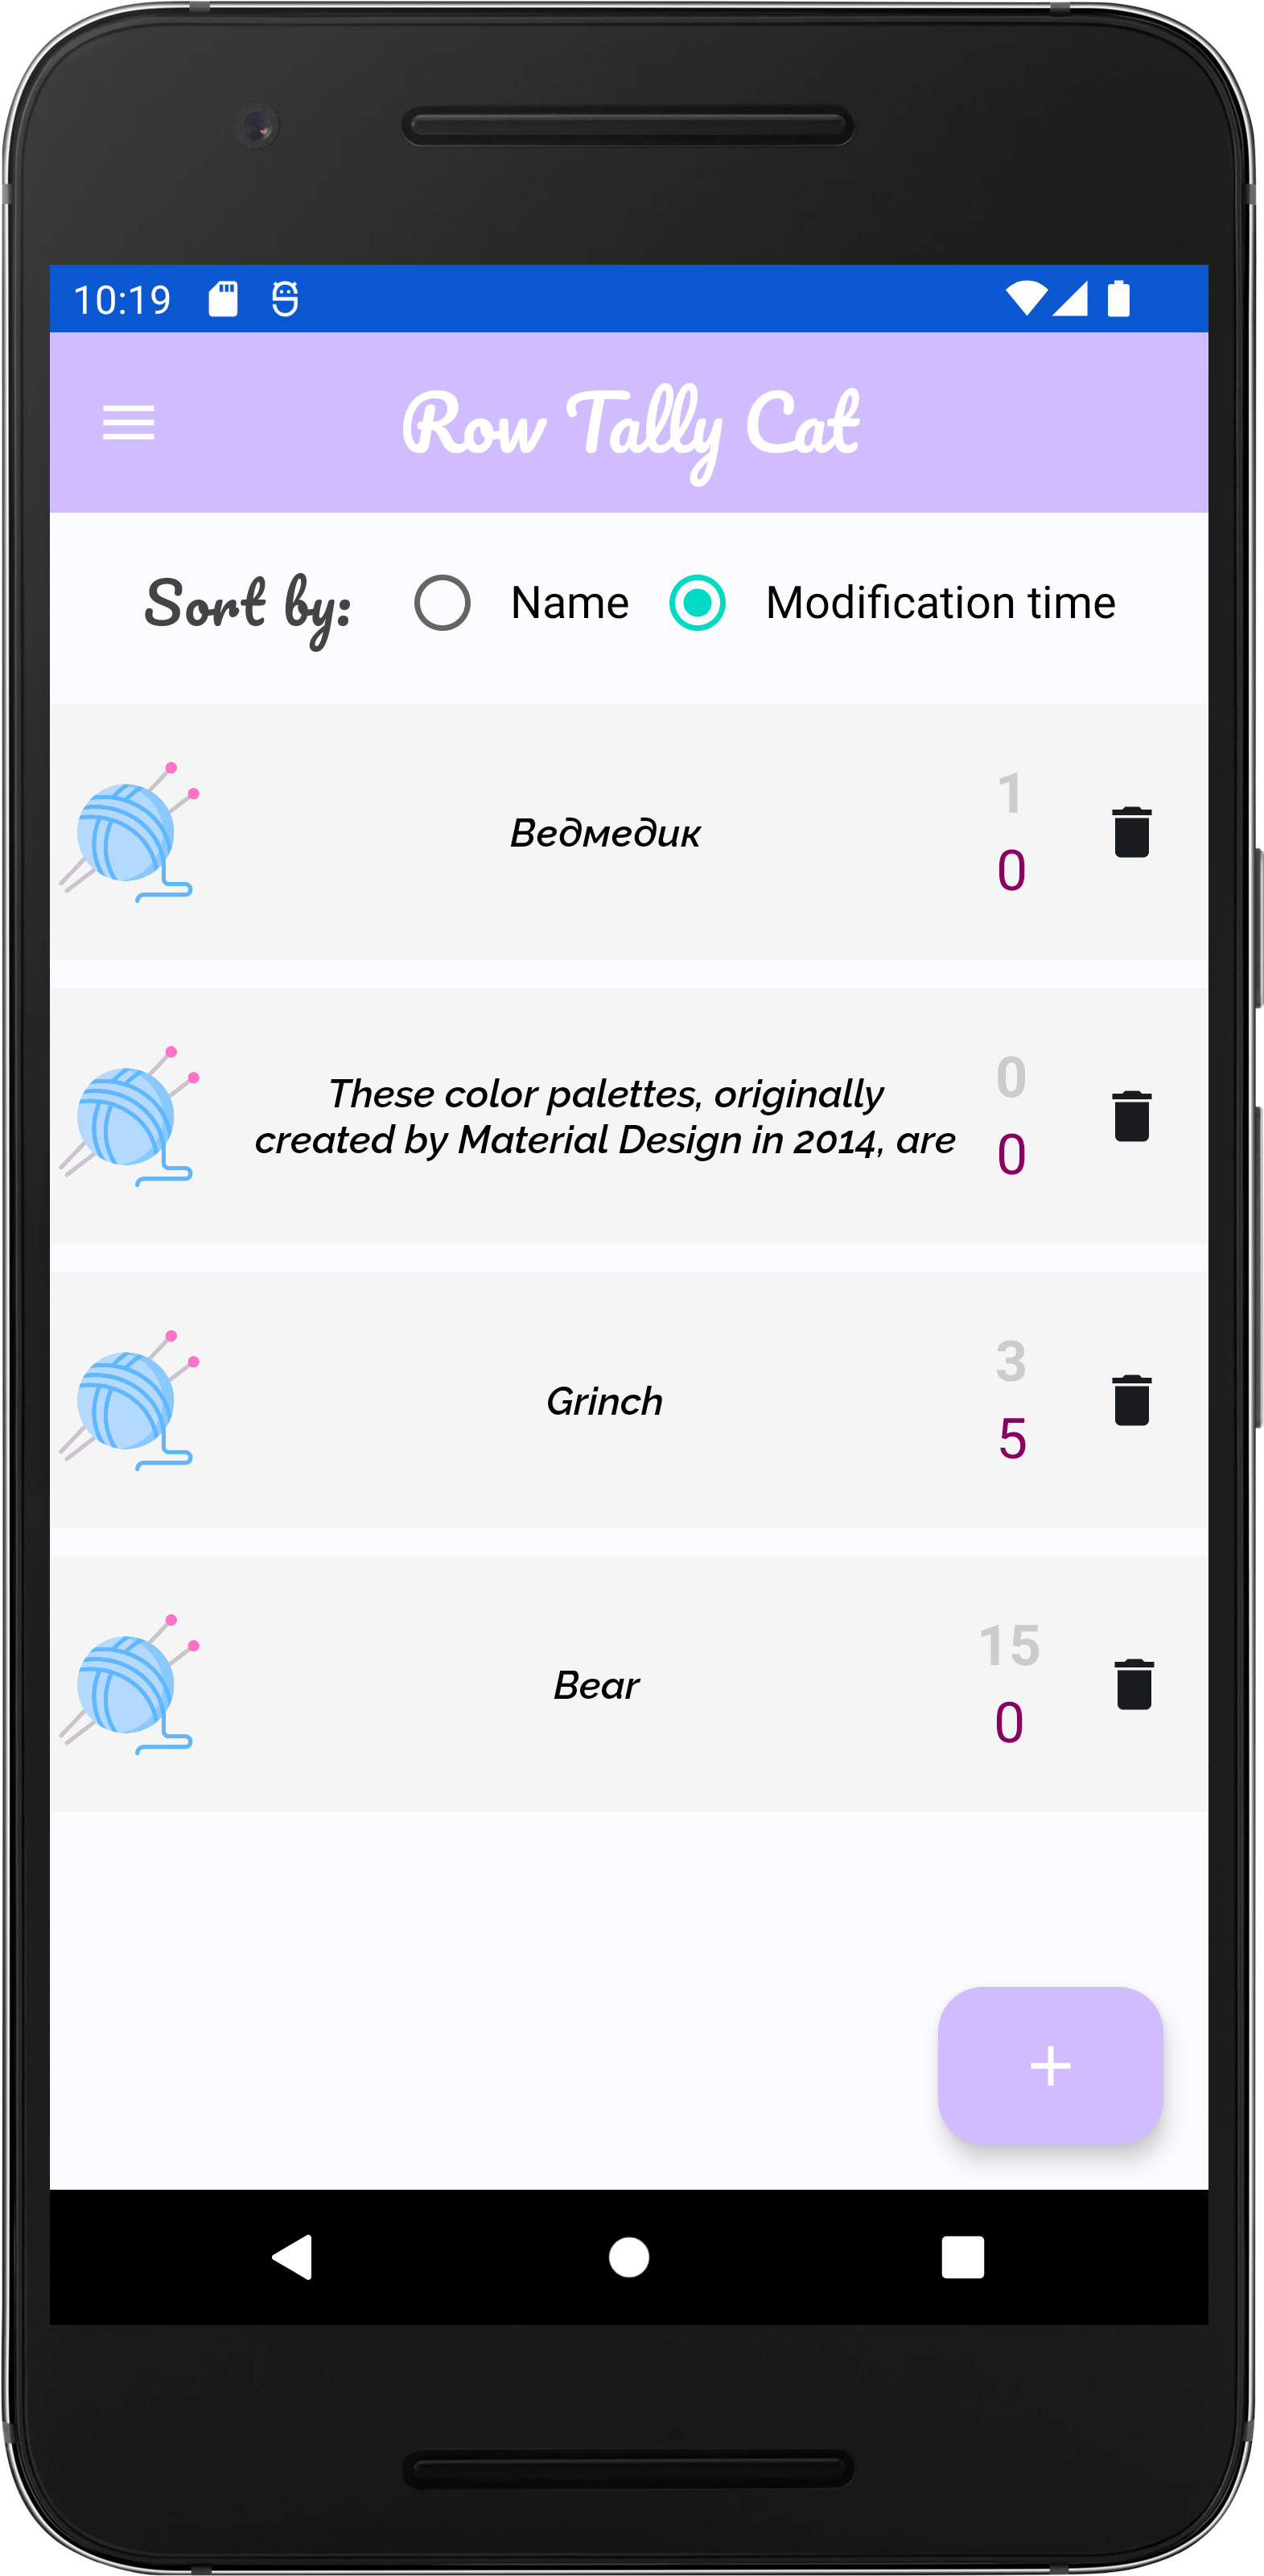 10:19
Row Tally Cat
Sort by: Name Modification time
1
Ведмедик
0
0
These color palettes, originally
created by Material Design in 2014, are
0
3
Grinch
5
15
Bear
0
+